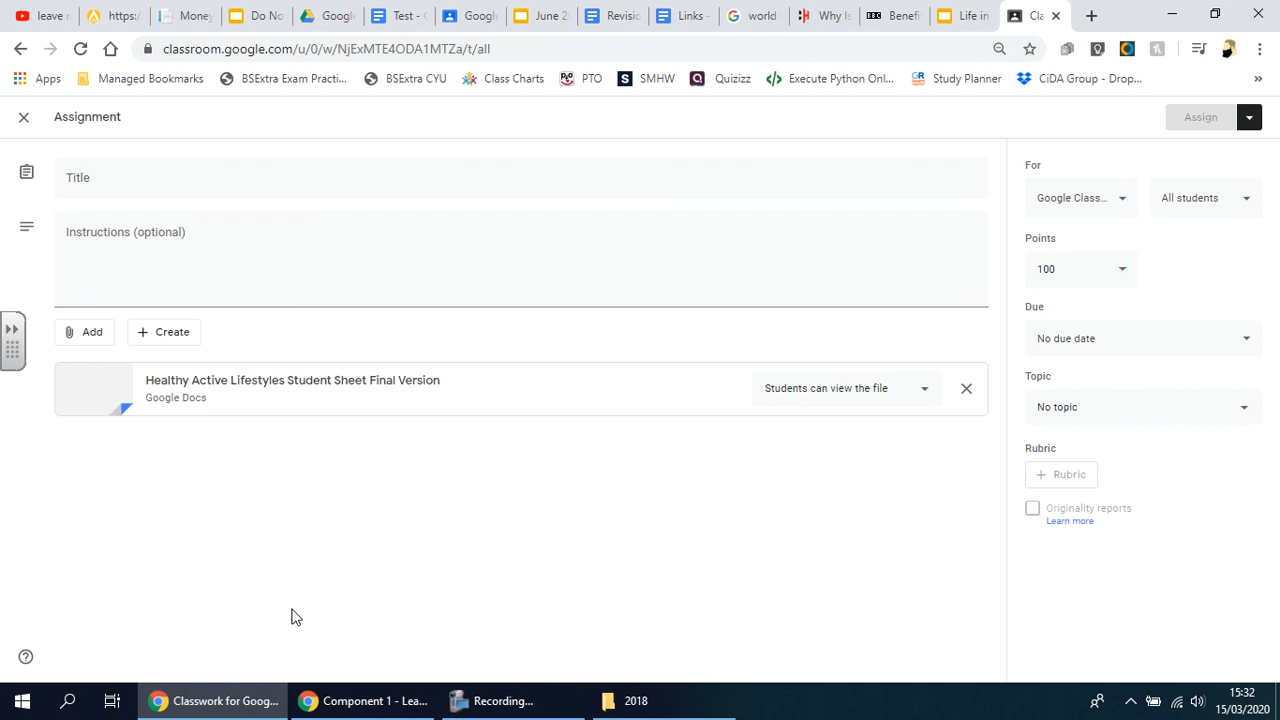 leave r
https:/
Money
Do No
Google
Test - G
Google
June 2
Revisio
Links -
world
Why Is
BBC Benefi
Life in
Cla
classroom.google.com/u/0/w/NjExMTE4ODA1MTZa/t/all
Apps Managed Bookmarks BSExtra Exam Practi... BSExtra CYU Class Charts PTO SMHW Quizizz Execute Python Onl... Study Planner CiDA Group - Drop... »
Assignment
Assign
Title
Instructions (optional)
Add
Create
Healthy Active Lifestyles Student Sheet Final Version
Google Docs
Students can view the file
For
Google Class...
All students
Points
100
Due
No due date
Topic
No topic
Rubric
+ Rubric
Originality reports
Learn more
Classwork for Goog...
Component 1 - Lea...
Recording...
2018
15:32
15/03/2020